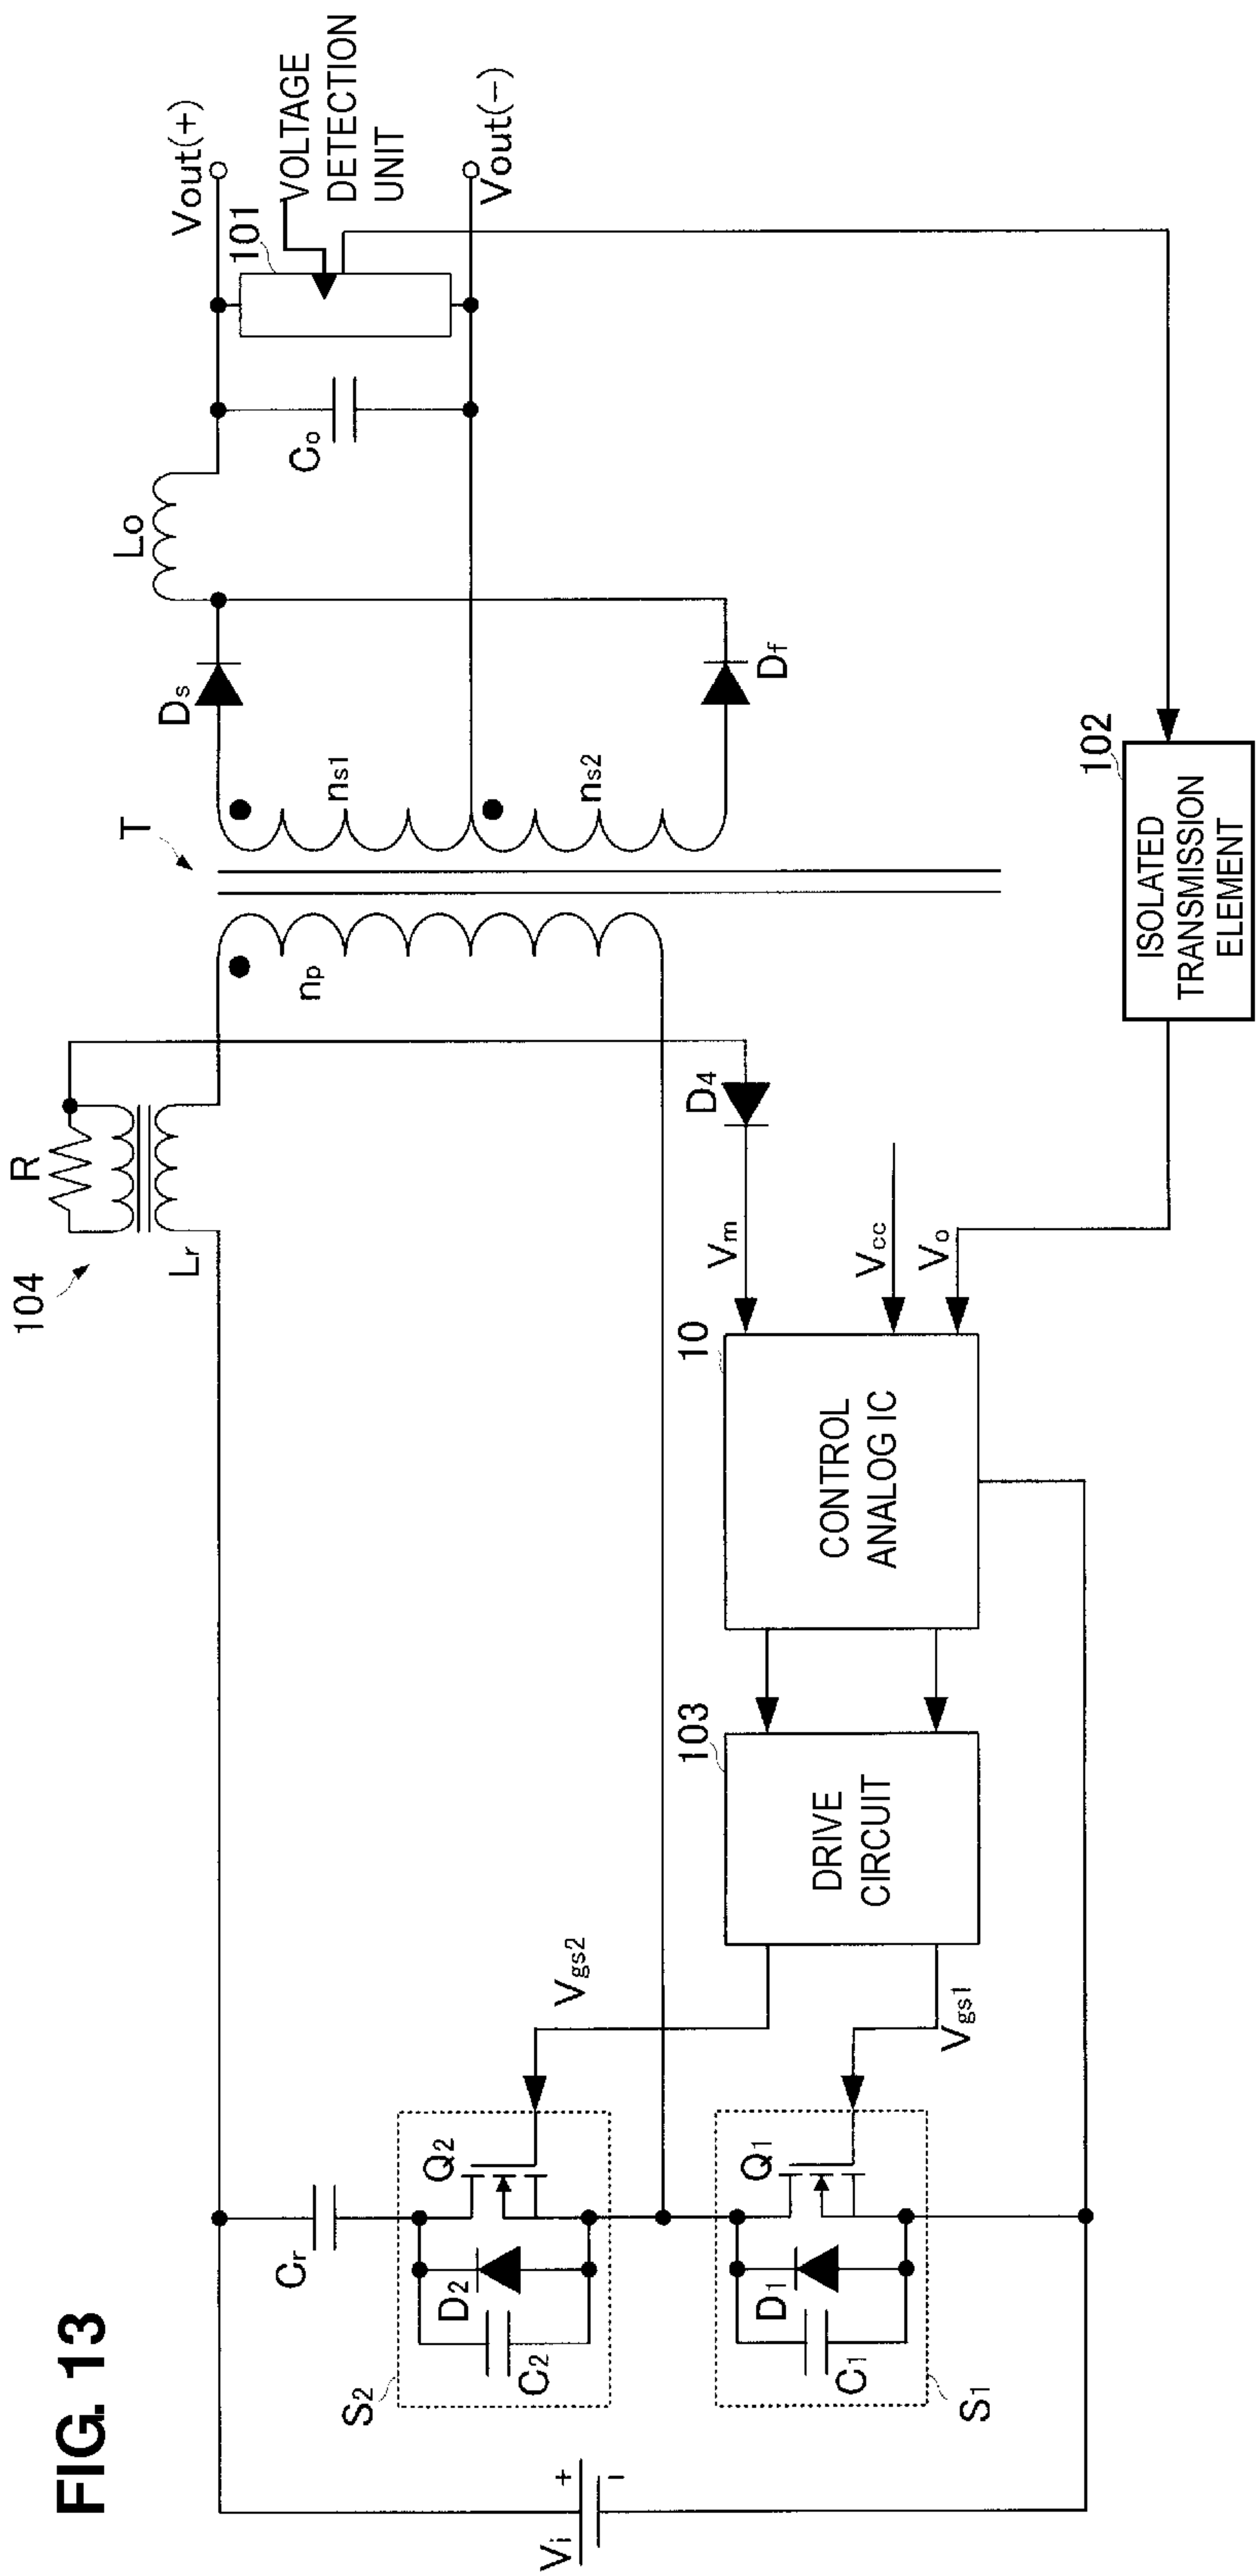 FIG. 13
104
R
Lr
T
np
ns1
ns2
Ds
Df
Lo
Co
Vout(+)
101
VOLTAGE
DETECTION
UNIT
Vout(-)
Vi
+
-
Cr
S2
C2
D2
Q2
Vgs2
S1
C1
D1
Q1
Vgs1
103
DRIVE
CIRCUIT
10
CONTROL
ANALOG IC
Vm
Vcc
Vo
D4
102
ISOLATED
TRANSMISSION
ELEMENT